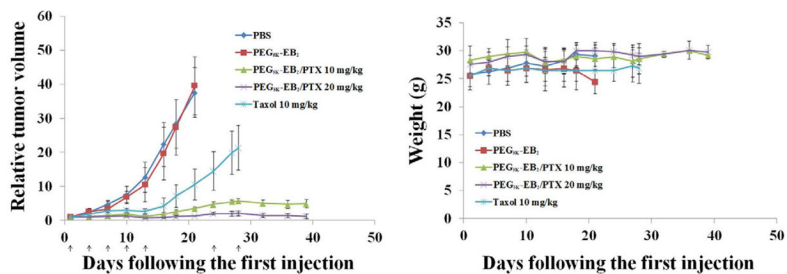 Relative tumor volume
60
50
40
30
20
10
0
PBS
PEG5K-EB2
PEG5K-EB2/PTX 10 mg/kg
PEG5K-EB2/PTX 20 mg/kg
Taxol 10 mg/kg
0 10 20 30 40 50
Days following the first injection
Weight (g)
35
30
25
20
15
10
5
0
PBS
PEG5K-EB2
PEG5K-EB2/PTX 10 mg/kg
PEG5K-EB2/PTX 20 mg/kg
Taxol 10 mg/kg
0 10 20 30 40 50
Days following the first injection